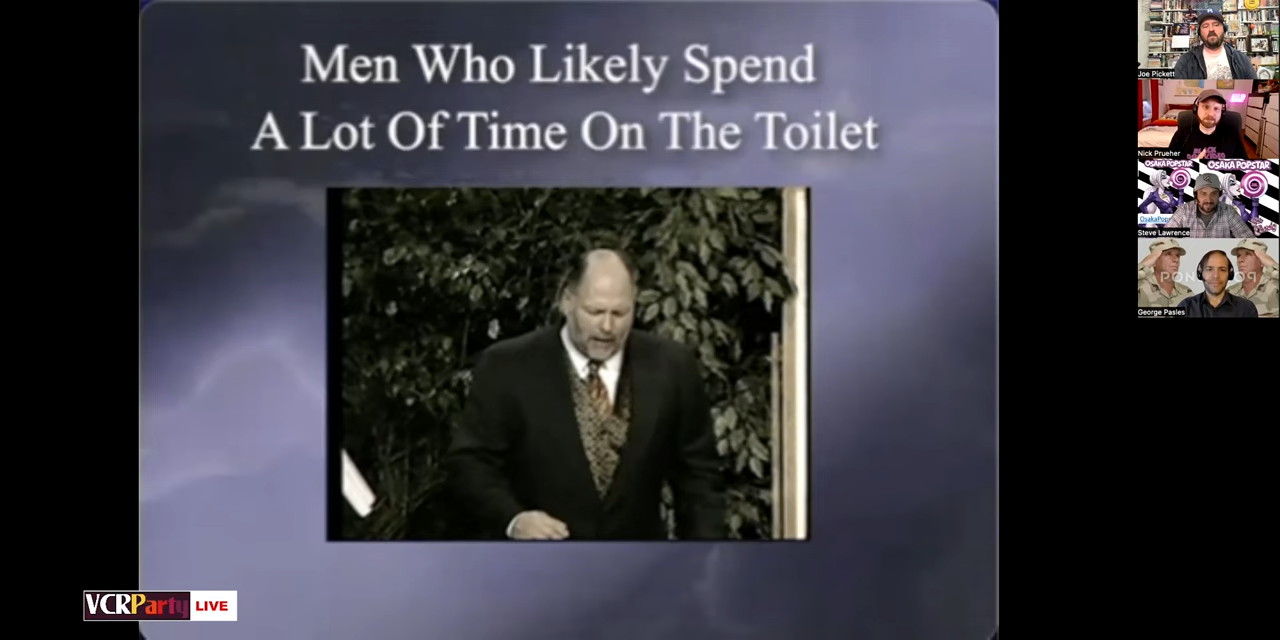 Men Who Likely Spend
A Lot Of Time On The Toilet
VCRParty LIVE
Joe Pickett
Nick Prueher
OSAKA POPSTAR OSAKA POPSTAR
OsakaPop
Steve Lawrence
George Pasles